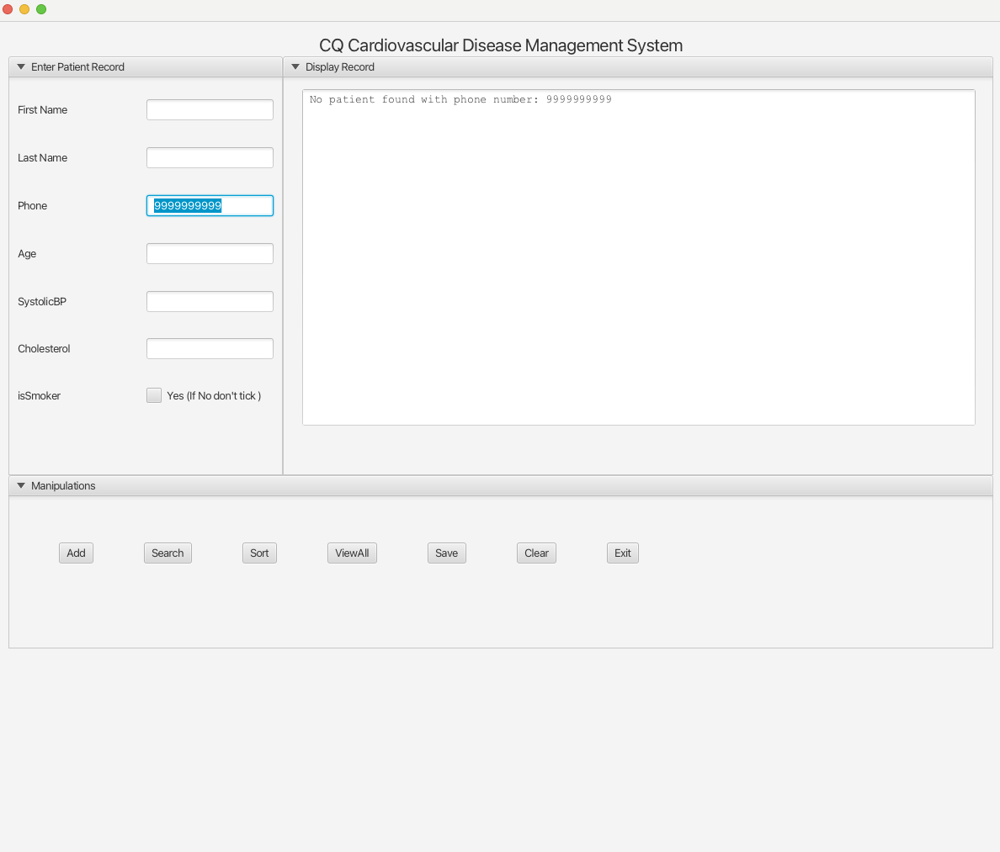 CQ Cardiovascular Disease Management System
Enter Patient Record
Display Record
First Name
Last Name
Phone 9999999999
Age
SystolicBP
Cholesterol
isSmoker Yes (If No don't tick )
No patient found with phone number: 9999999999
Manipulations
Add Search Sort ViewAll Save Clear Exit